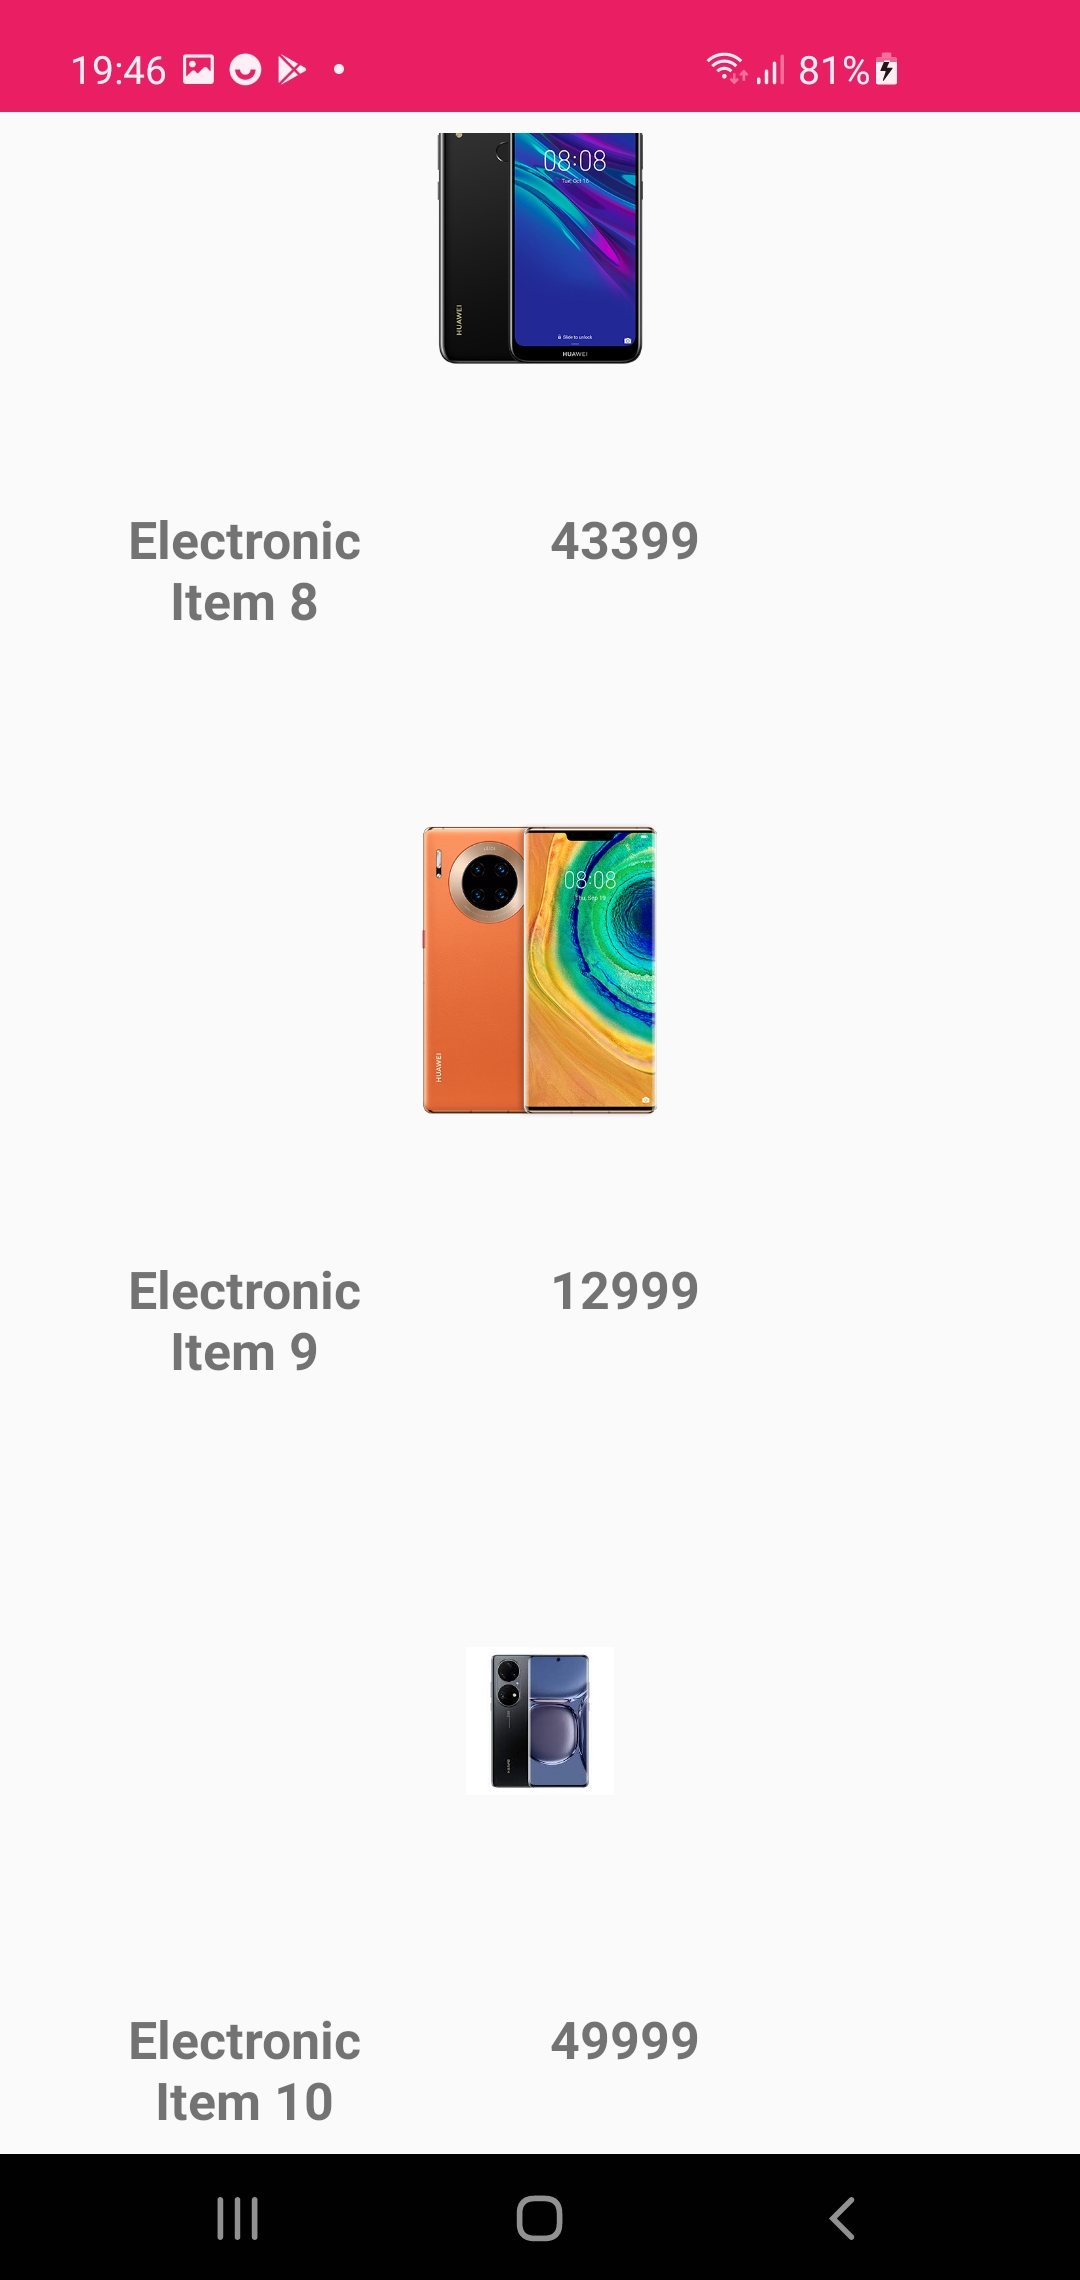 19:46
81%
08:08
Tue, Oct 16
HUAWEI
Slide to unlock
HUAWEI
Electronic
Item 8
43399
08:08
Thu, Sep 19
HUAWEI
Electronic
Item 9
12999
Electronic
Item 10
49999